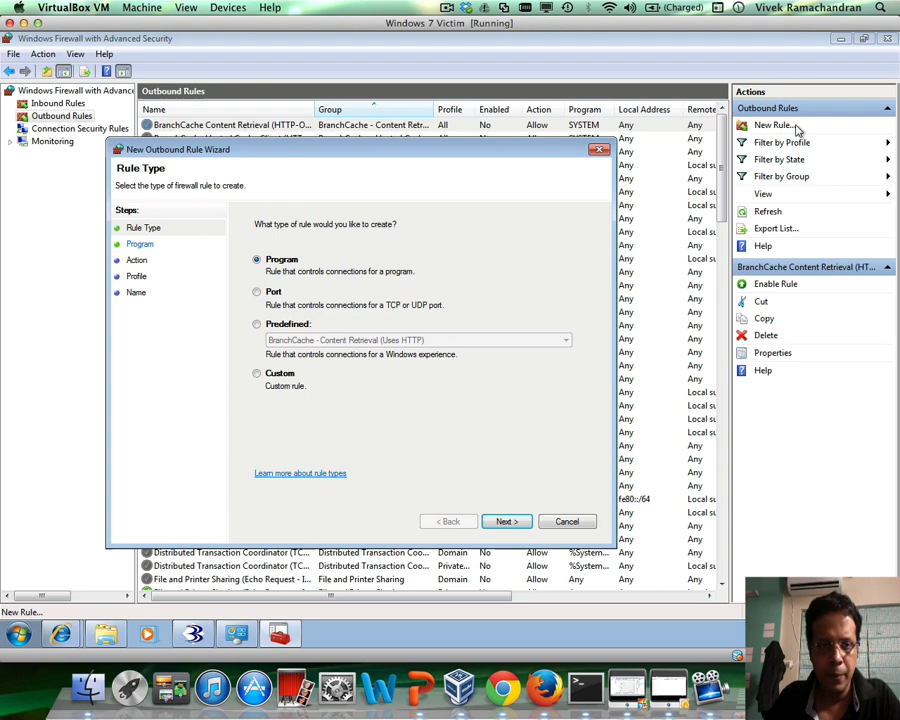 VirtualBox VM Machine View Devices Help (Charged) Vivek Ramachandran
Windows 7 Victim [Running]
Windows Firewall with Advanced Security
File Action View Help
Windows Firewall with Advance
Inbound Rules
Outbound Rules
Connection Security Rules
Monitoring
Outbound Rules
Name Group Profile Enabled Action Program Local Address Remote
BranchCache Content Retrieval (HTTP-O... BranchCache - Content Retr... All No Allow SYSTEM Any Any
New Outbound Rule Wizard
Rule Type
Select the type of firewall rule to create.
Steps:
Rule Type
Program
Action
Profile
Name
What type of rule would you like to create?
Program
Rule that controls connections for a program.
Port
Rule that controls connections for a TCP or UDP port.
Predefined:
BranchCache - Content Retrieval (Uses HTTP)
Rule that controls connections for a Windows experience.
Custom
Custom rule.
Learn more about rule types
< Back Next > Cancel
fe80::/64
Distributed Transaction Coordinator (TC... Distributed Transaction Coo... Domain No Allow %System... Any Any
Distributed Transaction Coordinator (TC... Distributed Transaction Coo... Private... No Allow %System... Any Any
File and Printer Sharing (Echo Request - I... File and Printer Sharing Domain No Allow Any Any Any
Actions
Outbound Rules
New Rule...
Filter by Profile
Filter by State
Filter by Group
View
Refresh
Export List...
Help
BranchCache Content Retrieval (HT...
Enable Rule
Cut
Copy
Delete
Properties
Help
New Rule...